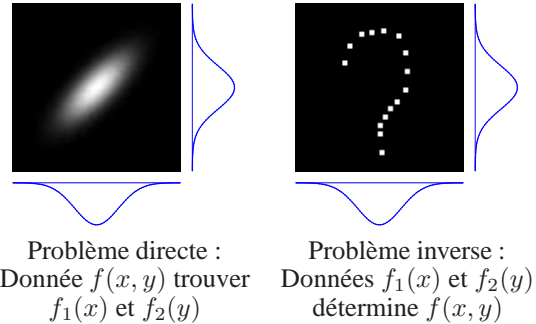 Problème directe :
Donnée f(x, y) trouver
f₁(x) et f₂(y)
Problème inverse :
Données f₁(x) et f₂(y)
détermine f(x, y)